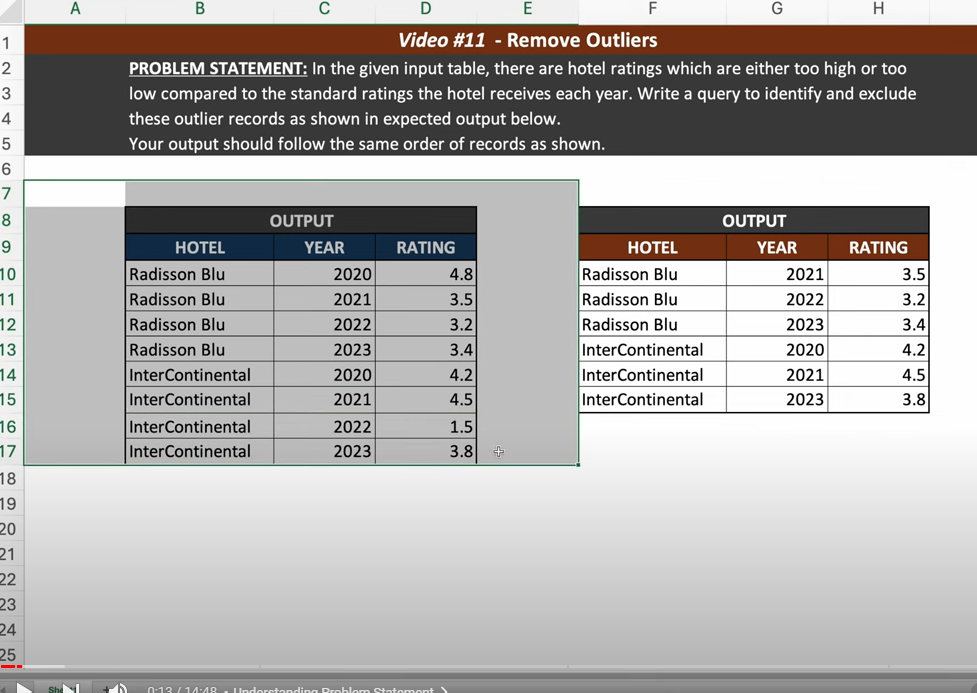 A B C D E F G H
1 Video #11 - Remove Outliers
2 PROBLEM STATEMENT: In the given input table, there are hotel ratings which are either too high or too
3 low compared to the standard ratings the hotel receives each year. Write a query to identify and exclude
4 these outlier records as shown in expected output below.
5 Your output should follow the same order of records as shown.
6
7
8 OUTPUT OUTPUT
9 HOTEL YEAR RATING HOTEL YEAR RATING
10 Radisson Blu 2020 4.8 Radisson Blu 2021 3.5
11 Radisson Blu 2021 3.5 Radisson Blu 2022 3.2
12 Radisson Blu 2022 3.2 Radisson Blu 2023 3.4
13 Radisson Blu 2023 3.4 InterContinental 2020 4.2
14 InterContinental 2020 4.2 InterContinental 2021 4.5
15 InterContinental 2021 4.5 InterContinental 2023 3.8
16 InterContinental 2022 1.5
17 InterContinental 2023 3.8
18
19
20
21
22
23
24
25
0:13 / 14:48 • Understanding Problem Statement